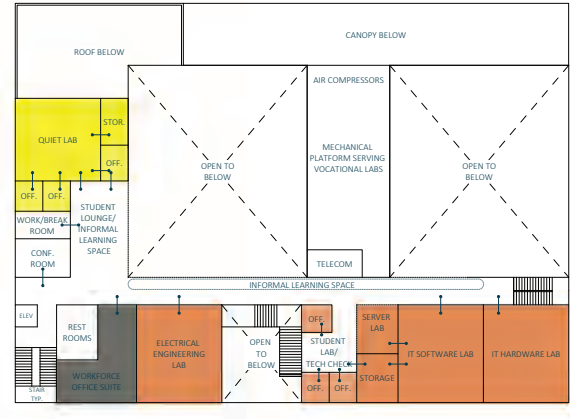 CANOPY BELOW
ROOF BELOW
AIR COMPRESSORS
STOR.
QUIET LAB
MECHANICAL
PLATFORM SERVING
VOCATIONAL LABS
OFF.
OPEN TO
BELOW
OPEN TO
BELOW
OFF.
OFF.
STUDENT
LOUNGE/
INFORMAL
LEARNING
SPACE
WORK/BREAK
ROOM
CONF.
ROOM
TELECOM
INFORMAL LEARNING SPACE
ELEV
OFF.
SERVER
LAB
REST
ROOMS
ELECTRICAL
ENGINEERING
LAB
OPEN
TO
BELOW
STUDENT
LAB/
TECH CHECK
IT SOFTWARE LAB
IT HARDWARE LAB
WORKFORCE
OFFICE SUITE
STORAGE
OFF.
OFF.
STAIR
TYP.